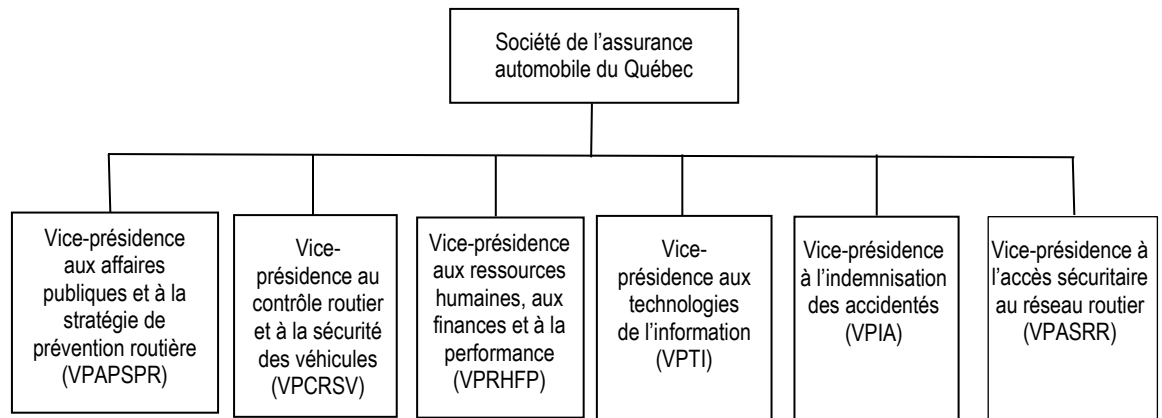 Société de l’assurance
automobile du Québec
Vice-présidence
aux affaires
publiques et à la
stratégie de
prévention routière
(VPAPSPR)
Vice-
présidence au
contrôle routier
et à la sécurité
des véhicules
(VPCRSV)
Vice-présidence
aux ressources
humaines, aux
finances et à la
performance
(VPRHFP)
Vice-
présidence aux
technologies
de l’information
(VPTI)
Vice-présidence
à l’indemnisation
des accidentés
(VPIA)
Vice-présidence à
l’accès sécuritaire
au réseau routier
(VPASRR)